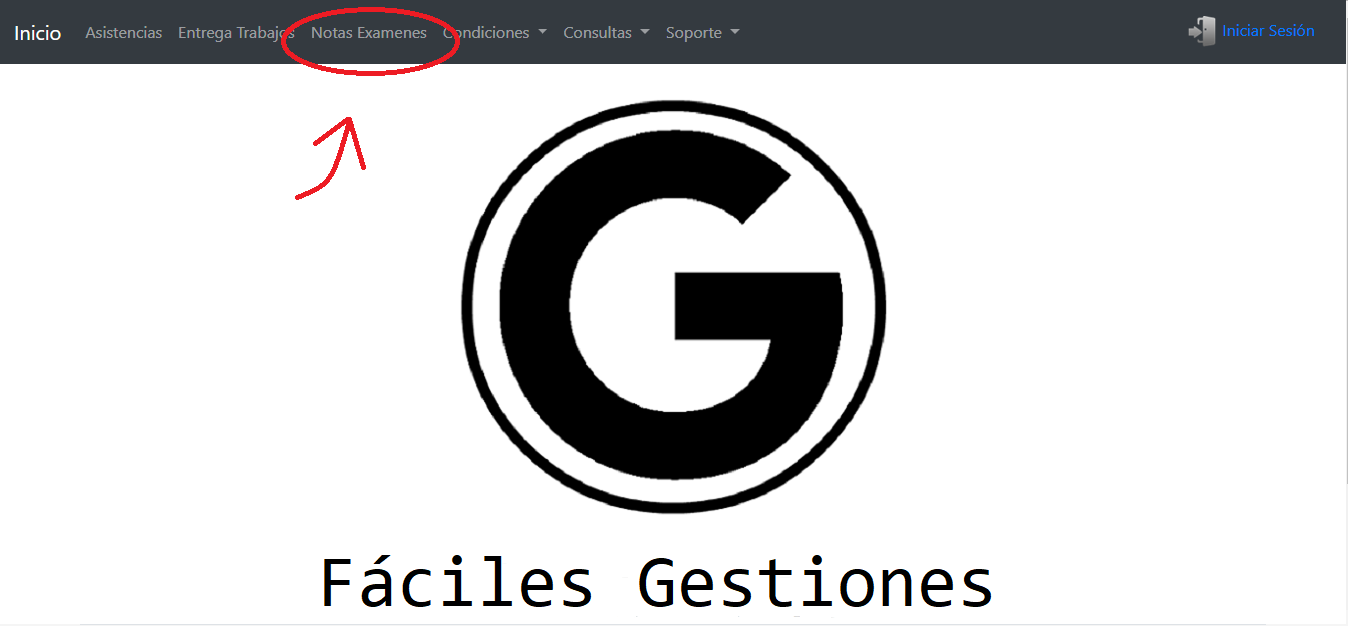 Inicio Asistencias Entrega Trabajos Notas Examenes Condiciones Consultas Soporte Iniciar Sesión
G
Fáciles Gestiones